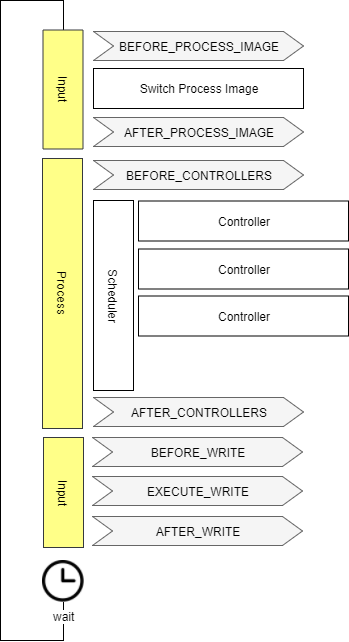 Input
BEFORE_PROCESS_IMAGE
Switch Process Image
AFTER_PROCESS_IMAGE
Process
BEFORE_CONTROLLERS
Scheduler
Controller
Controller
Controller
AFTER_CONTROLLERS
Input
BEFORE_WRITE
EXECUTE_WRITE
AFTER_WRITE
wait